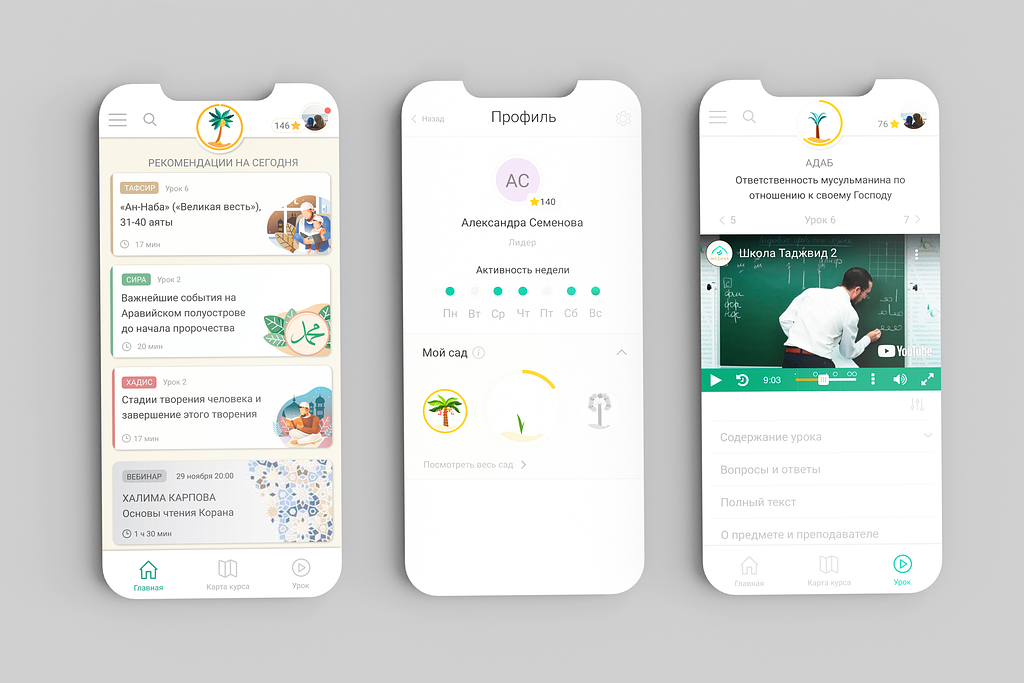 146
РЕКОМЕНДАЦИИ НА СЕГОДНЯ
ТАФСИР Урок 6
«Ан-Наба» («Великая весть»),
31-40 аяты
17 мин
СИРА Урок 2
Важнейшие события на
Аравийском полуострове
до начала пророчества
20 мин
محمد
ХАДИС Урок 2
Стадии творения человека и
завершение этого творения
17 мин
ВЕБИНАР 29 ноября 20:00
ХАЛИМА КАРПОВА
Основы чтения Корана
1 ч 30 мин
Главная Карта курса Урок
Назад Профиль
АС
140
Александра Семенова
Лидер
Активность недели
Пн Вт Ср Чт Пт Сб Вс
Мой сад i
Посмотреть весь сад
76
АДАБ
Ответственность мусульманина по
отношению к своему Господу
5 Урок 6 7
Школа Таджвид 2
YouTube
9:03
Содержание урока
Вопросы и ответы
Полный текст
О предмете и преподавателе
Главная Карта курса Урок